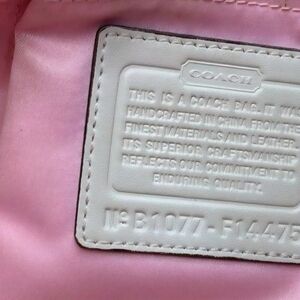 COACH
THIS IS A COACH BAG. IT WAS
HANDCRAFTED IN CHINA FROM THE
FINEST MATERIALS AND LEATHER.
ITS SUPERIOR CRAFTSMANSHIP
REFLECTS OUR COMMITMENT TO
ENDURING QUALITY.
Nº B1077-F14475